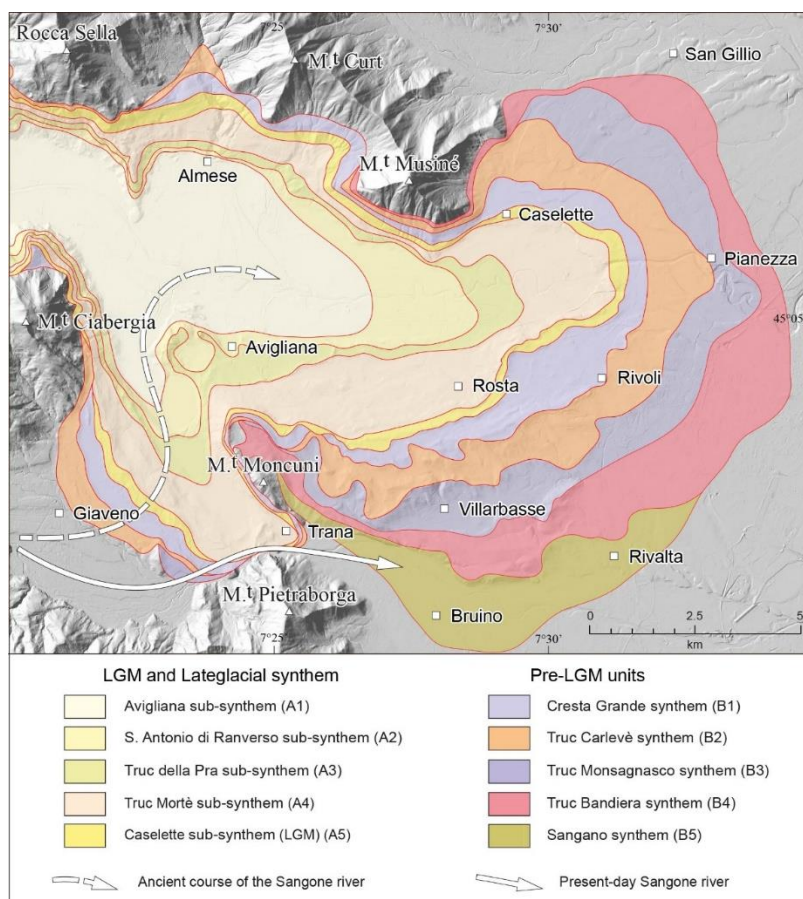 7°25'
7°30'
Rocca Sella
M.t Curt
San Gillio
M.t Musiné
Almese
Caselette
Pianezza
M.t Ciabergia
45°05'
Avigliana
Rosta
Rivoli
M.t Moncuni
Giaveno
Villarbasse
Trana
Rivalta
M.t Pietraborga
Bruino
7°25'
7°30'
0 2.5 5
km
LGM and Lateglacial synthem
Avigliana sub-synthem (A1)
S. Antonio di Ranverso sub-synthem (A2)
Truc della Pra sub-synthem (A3)
Truc Mortè sub-synthem (A4)
Caselette sub-synthem (LGM) (A5)
Ancient course of the Sangone river
Pre-LGM units
Cresta Grande synthem (B1)
Truc Carlevè synthem (B2)
Truc Monsagnasco synthem (B3)
Truc Bandiera synthem (B4)
Sangano synthem (B5)
Present-day Sangone river